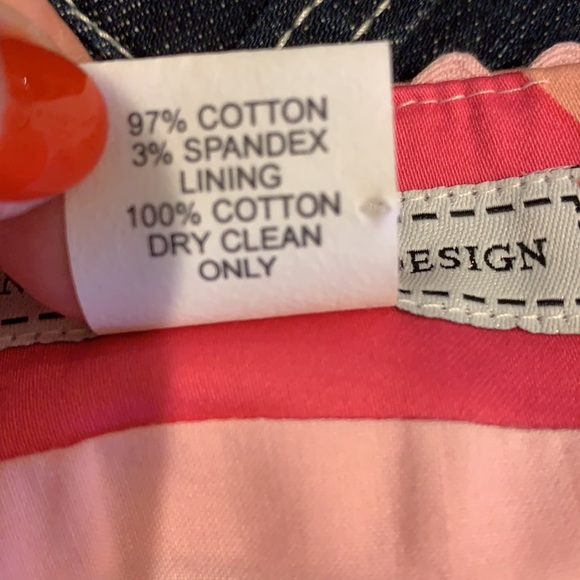 97% COTTON
3% SPANDEX
LINING
100% COTTON
DRY CLEAN
ONLY
ESIGN